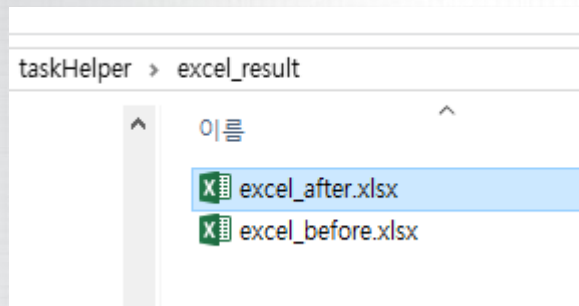 taskHelper > excel_result
이름
excel_after.xlsx
excel_before.xlsx